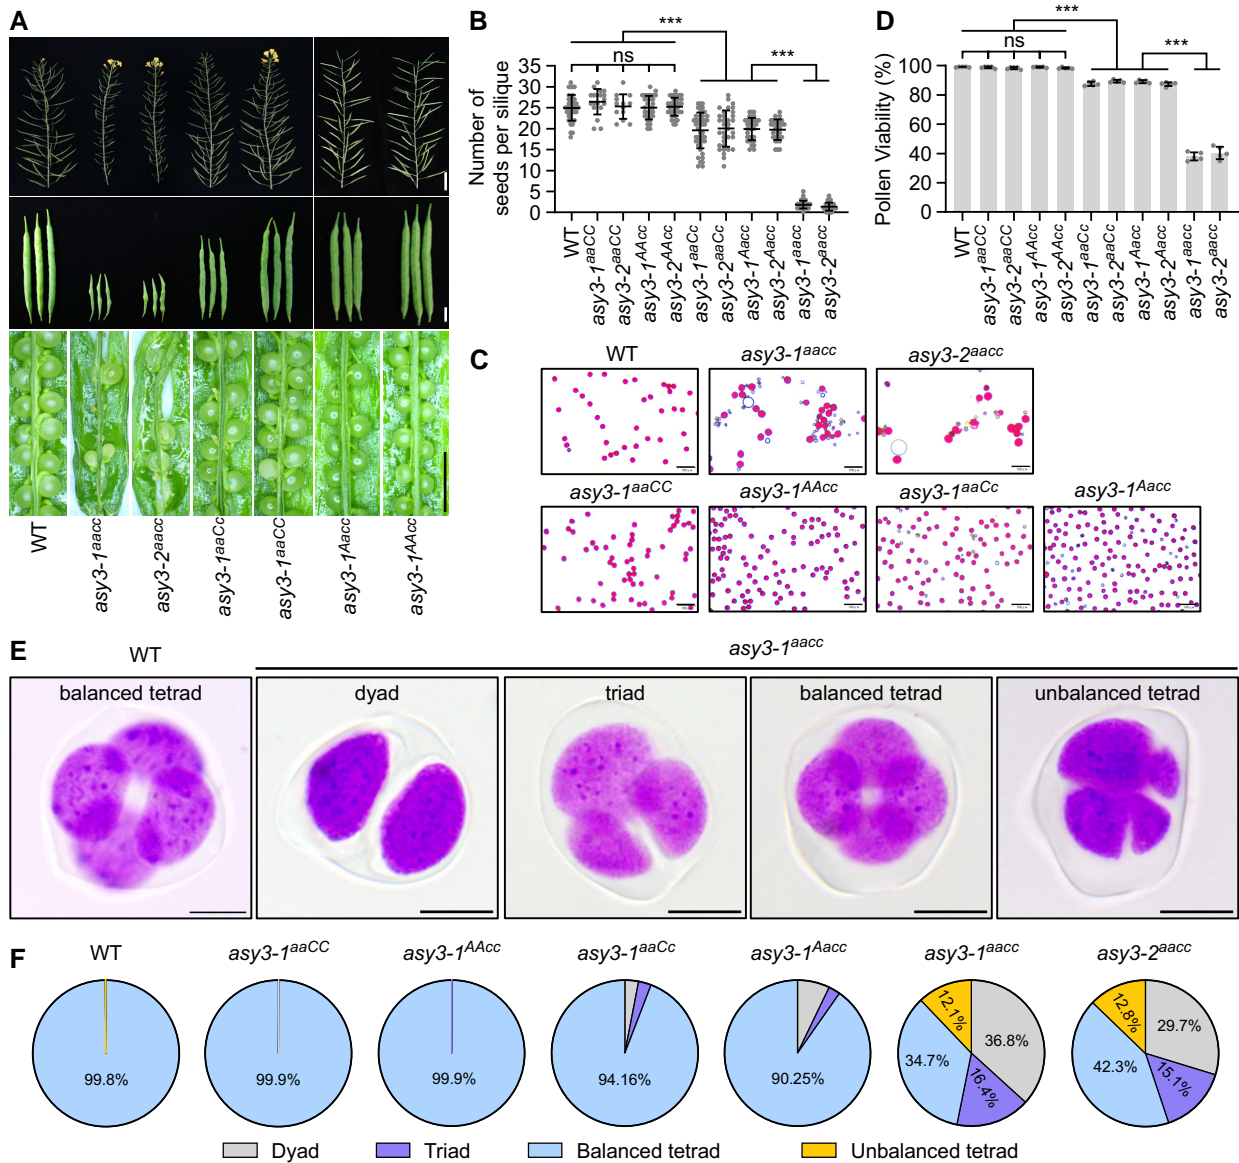 A
WT
asy3-1aacc
asy3-2aacc
asy3-1aaCc
asy3-1aaCC
asy3-1Aacc
asy3-1AAcc
B
***
ns
***
Number of
seeds per silique
35
30
25
20
15
10
5
0
WT
asy3-1aaCC
asy3-2aaCC
asy3-1AAcc
asy3-2AAcc
asy3-1aaCc
asy3-2aaCc
asy3-1Aacc
asy3-2Aacc
asy3-1aacc
asy3-2aacc
D
***
ns
***
Pollen Viability (%)
100
80
60
40
20
0
WT
asy3-1aaCC
asy3-2aaCC
asy3-1AAcc
asy3-2AAcc
asy3-1aaCc
asy3-2aaCc
asy3-1Aacc
asy3-2Aacc
asy3-1aacc
asy3-2aacc
C
WT
asy3-1aacc
asy3-2aacc
asy3-1aaCC
asy3-1AAcc
asy3-1aaCc
asy3-1Aacc
E
WT
asy3-1aacc
balanced tetrad
dyad
triad
balanced tetrad
unbalanced tetrad
F
WT
asy3-1aaCC
asy3-1AAcc
asy3-1aaCc
asy3-1Aacc
asy3-1aacc
asy3-2aacc
99.8%
99.9%
99.9%
94.16%
90.25%
12.1%
36.8%
34.7%
16.4%
12.8%
29.7%
42.3%
15.1%
Dyad
Triad
Balanced tetrad
Unbalanced tetrad